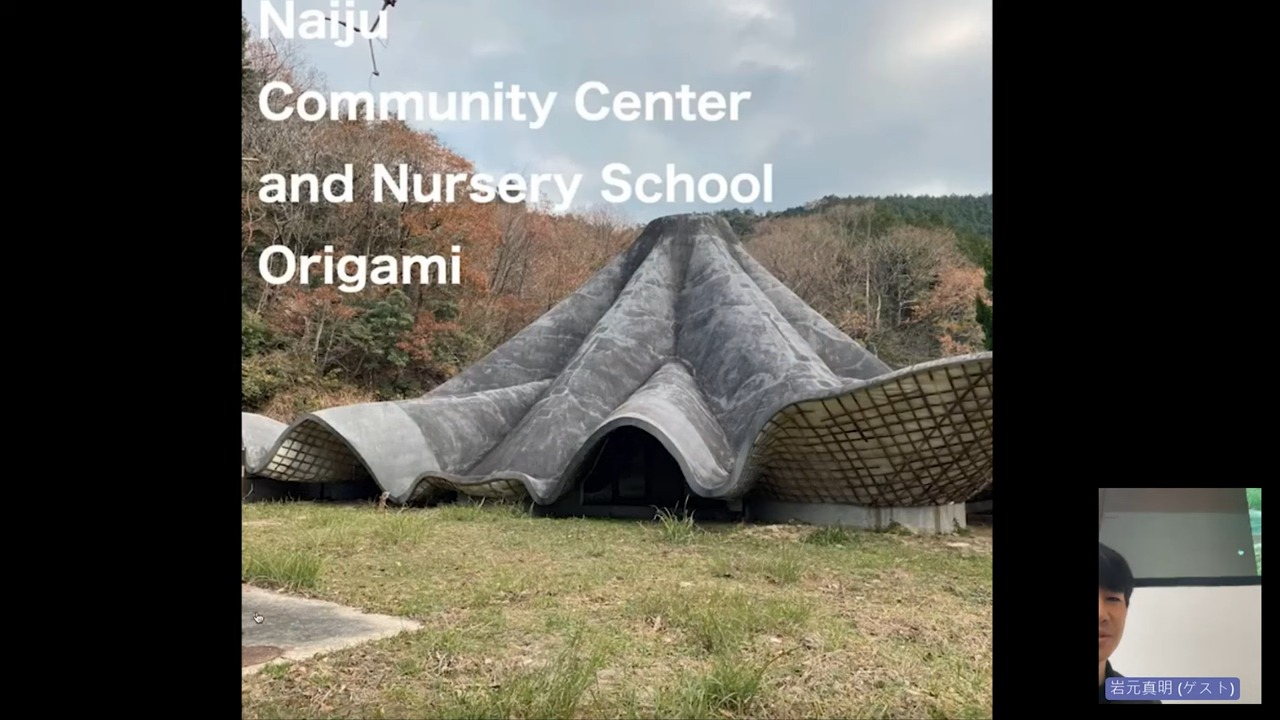 Naiju
Community Center
and Nursery School
Origami
岩元真明 (ゲスト)